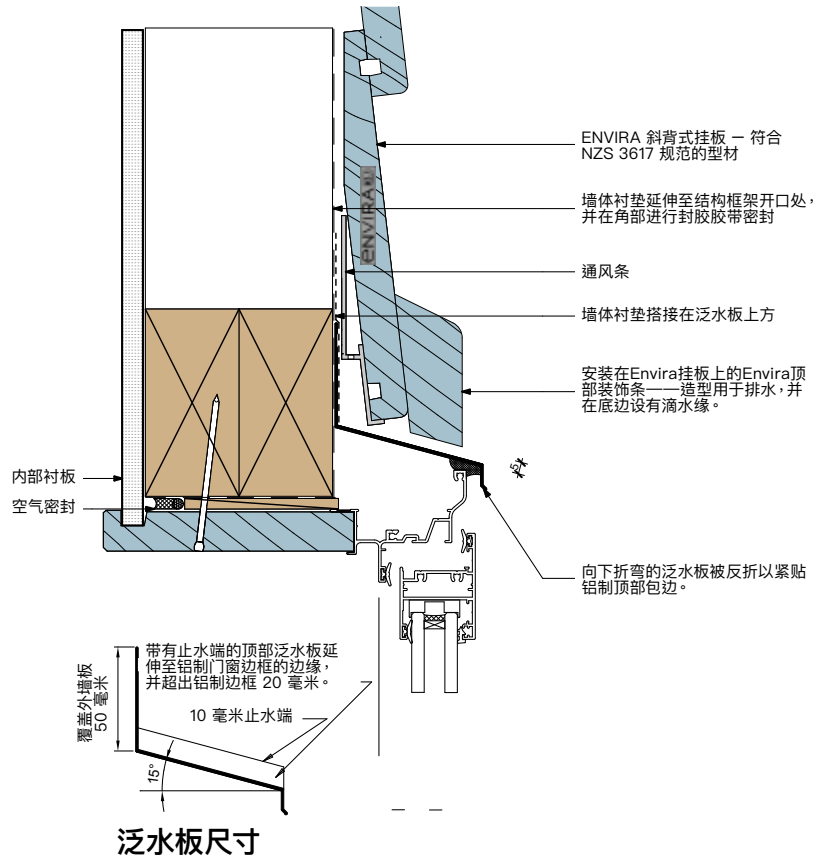 ENVIRA 斜背式挂板 － 符合
NZS 3617 规范的型材
墙体衬垫延伸至结构框架开口处，
并在角部进行封胶胶带密封
通风条
墙体衬垫搭接在泛水板上方
安装在Envira挂板上的Envira顶
部装饰条——造型用于排水，并
在底边设有滴水缘。
ENVIRA
5
内部衬板
空气密封
向下折弯的泛水板被反折以紧贴
铝制顶部包边。
带有止水端的顶部泛水板延
伸至铝制门窗边框的边缘，
并超出铝制边框 20 毫米。
10 毫米止水端
覆盖外墙板
50 毫米
15°
泛水板尺寸